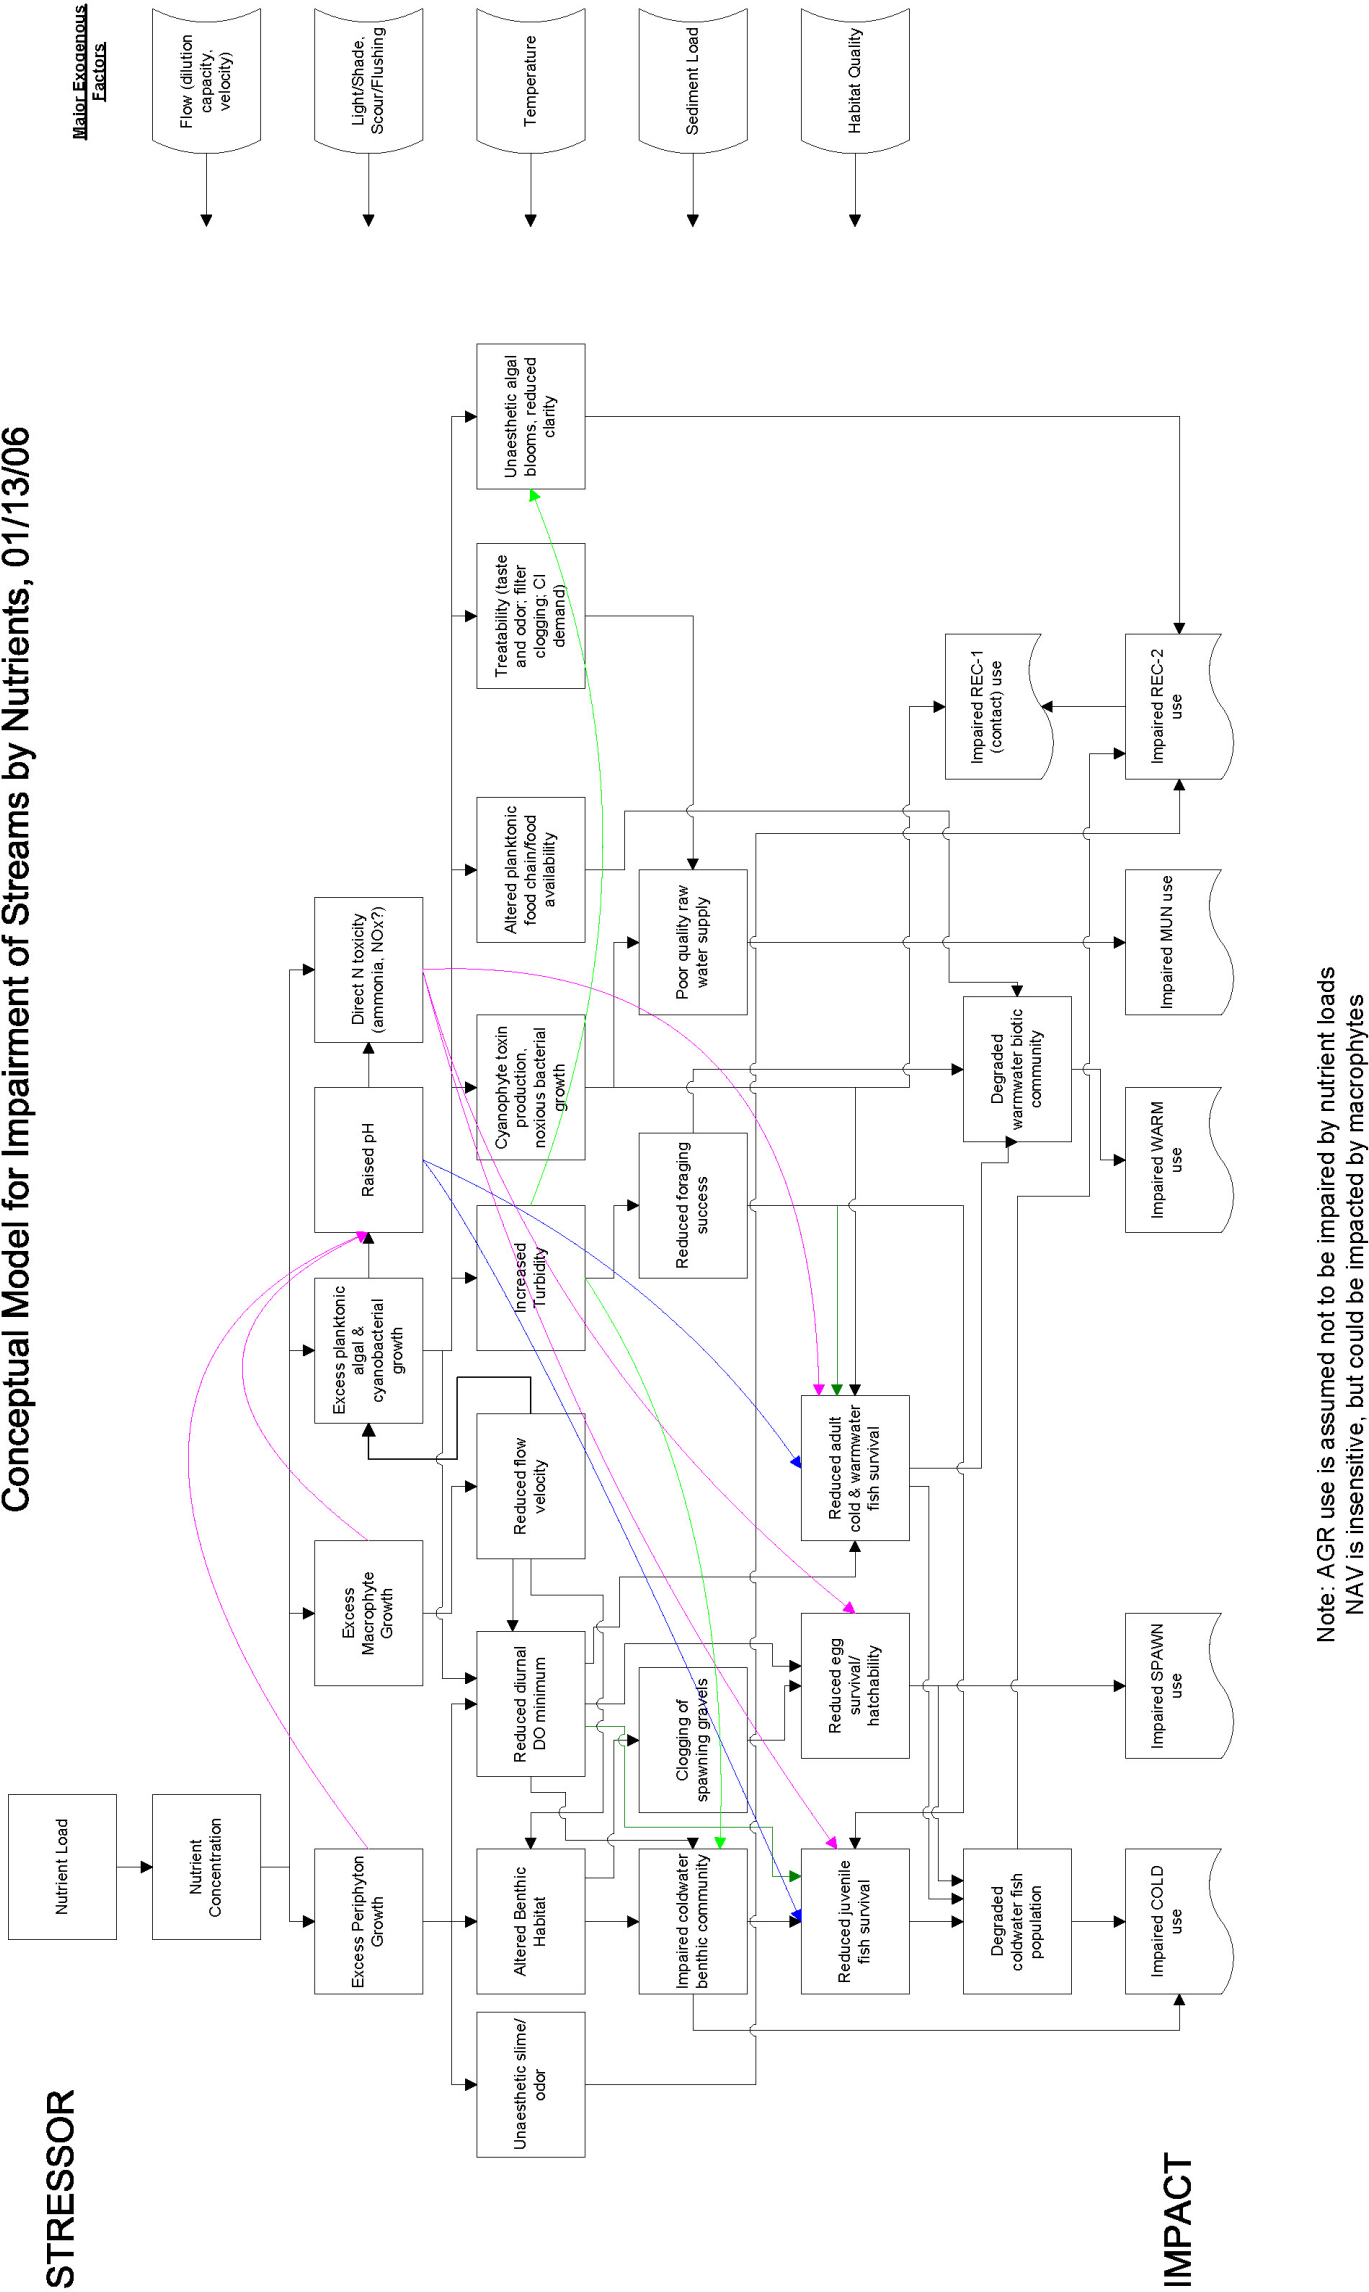 Conceptual Model for Impairment of Streams by Nutrients, 01/13/06
STRESSOR
Nutrient Load
Major Exogenous
Factors
Nutrient
Concentration
Flow (dilution
capacity,
velocity)
Excess Periphyton
Growth
Excess
Macrophyte
Growth
Excess planktonic
algal &
cyanobacterial
growth
Raised pH
Direct N toxicity
(ammonia, NOx?)
Light/Shade,
Scour/Flushing
Unaesthetic slime/
odor
Altered Benthic
Habitat
Reduced diurnal
DO minimum
Reduced flow
velocity
Increased
Turbidity
Cyanophyte toxin
production,
noxious bacterial
growth
Altered planktonic
food chain/food
availability
Treatability (taste
and odor; filter
clogging; Cl
demand)
Unaesthetic algal
blooms, reduced
clarity
Temperature
Impaired coldwater
benthic community
Clogging of
spawning gravels
Reduced foraging
success
Poor quality raw
water supply
Sediment Load
Reduced juvenile
fish survival
Reduced egg
survival/
hatchability
Reduced adult
cold & warmwater
fish survival
Habitat Quality
Degraded
coldwater fish
population
Degraded
warmwater biotic
community
Impaired REC-1
(contact) use
IMPACT
Impaired COLD
use
Impaired SPAWN
use
Impaired WARM
use
Impaired MUN use
Impaired REC-2
use
Note: AGR use is assumed not to be impaired by nutrient loads
NAV is insensitive, but could be impacted by macrophytes